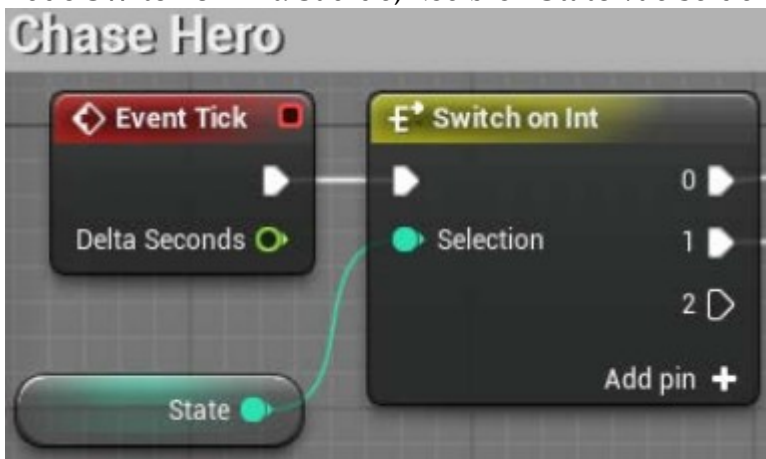 Chase Hero
Event Tick
Delta Seconds
State
Switch on Int
0
Selection 1
2
Add pin +